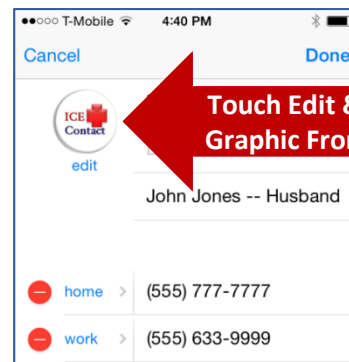 T-Mobile 4:40 PM
Cancel Done
ICE
Contact
edit
Touch Edit &
Graphic From
John Jones -- Husband
home (555) 777-7777
work (555) 633-9999